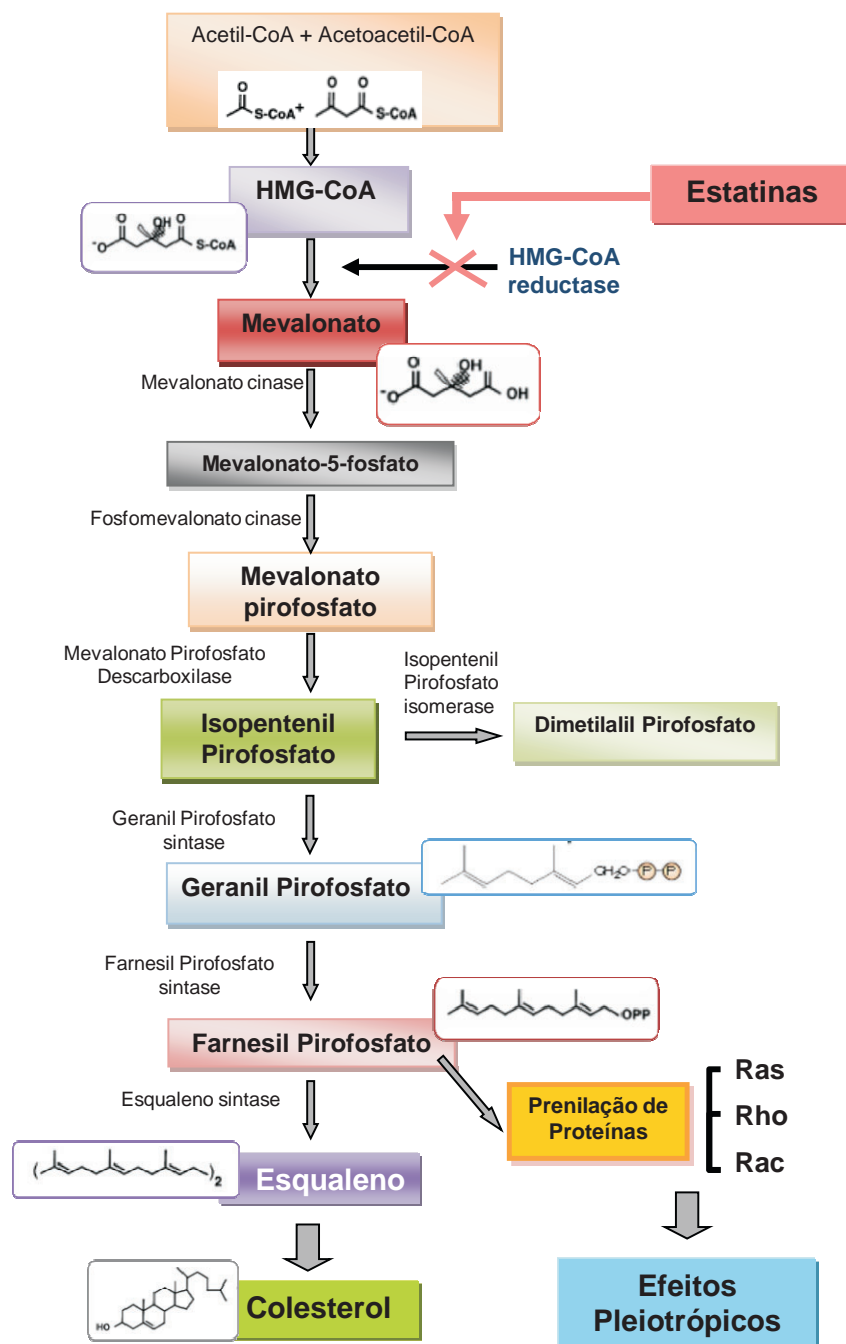 Acetil-CoA + Acetoacetil-CoA
O
S-CoA
+
O
O
S-CoA
HMG-CoA
Estatinas
O
OH
O
-O
S-CoA
HMG-CoA
reductase
Mevalonato
Mevalonato cinase
O
OH
-O
OH
Mevalonato-5-fosfato
Fosfomevalonato cinase
Mevalonato
pirofosfato
Mevalonato Pirofosfato
Descarboxilase
Isopentenil
Pirofosfato
isomerase
Isopentenil
Pirofosfato
Dimetilalil Pirofosfato
Geranil Pirofosfato
sintase
Geranil Pirofosfato
CH2O-P-P
Farnesil Pirofosfato
sintase
OPP
Farnesil Pirofosfato
Esqualeno sintase
Prenilação de
Proteínas
Ras
Rho
Rac
( )2
Esqualeno
HO
Colesterol
Efeitos
Pleiotrópicos